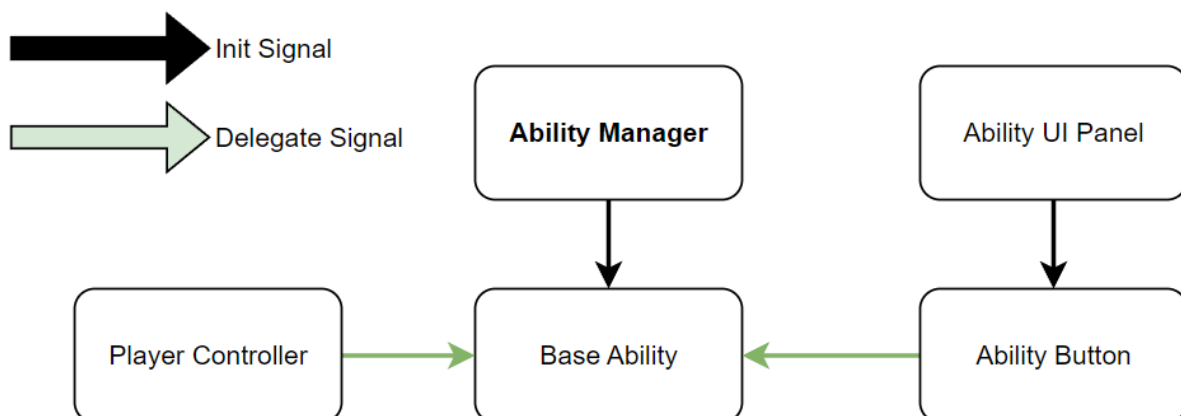 Init Signal
Delegate Signal
Ability Manager
Ability UI Panel
Player Controller
Base Ability
Ability Button